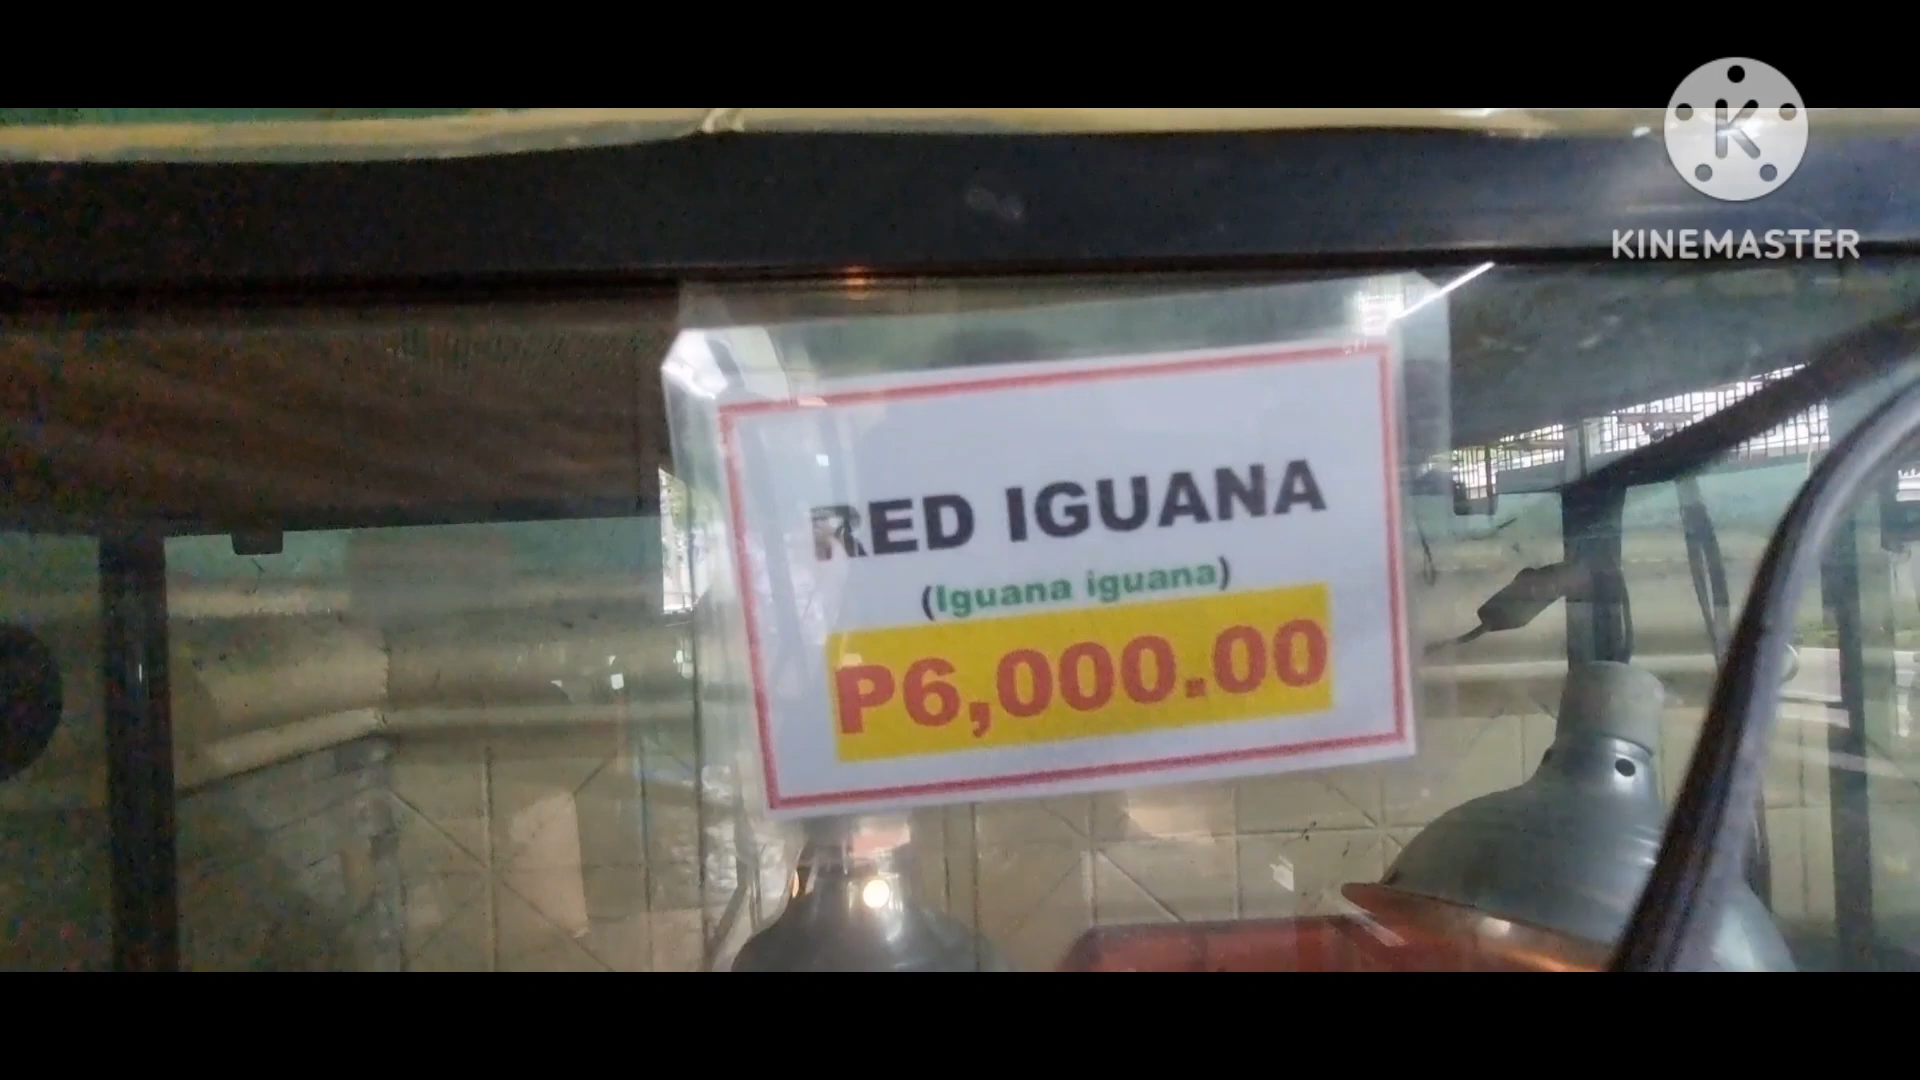 K
KINEMASTER
RED IGUANA
(Iguana iguana)
P6,000.00